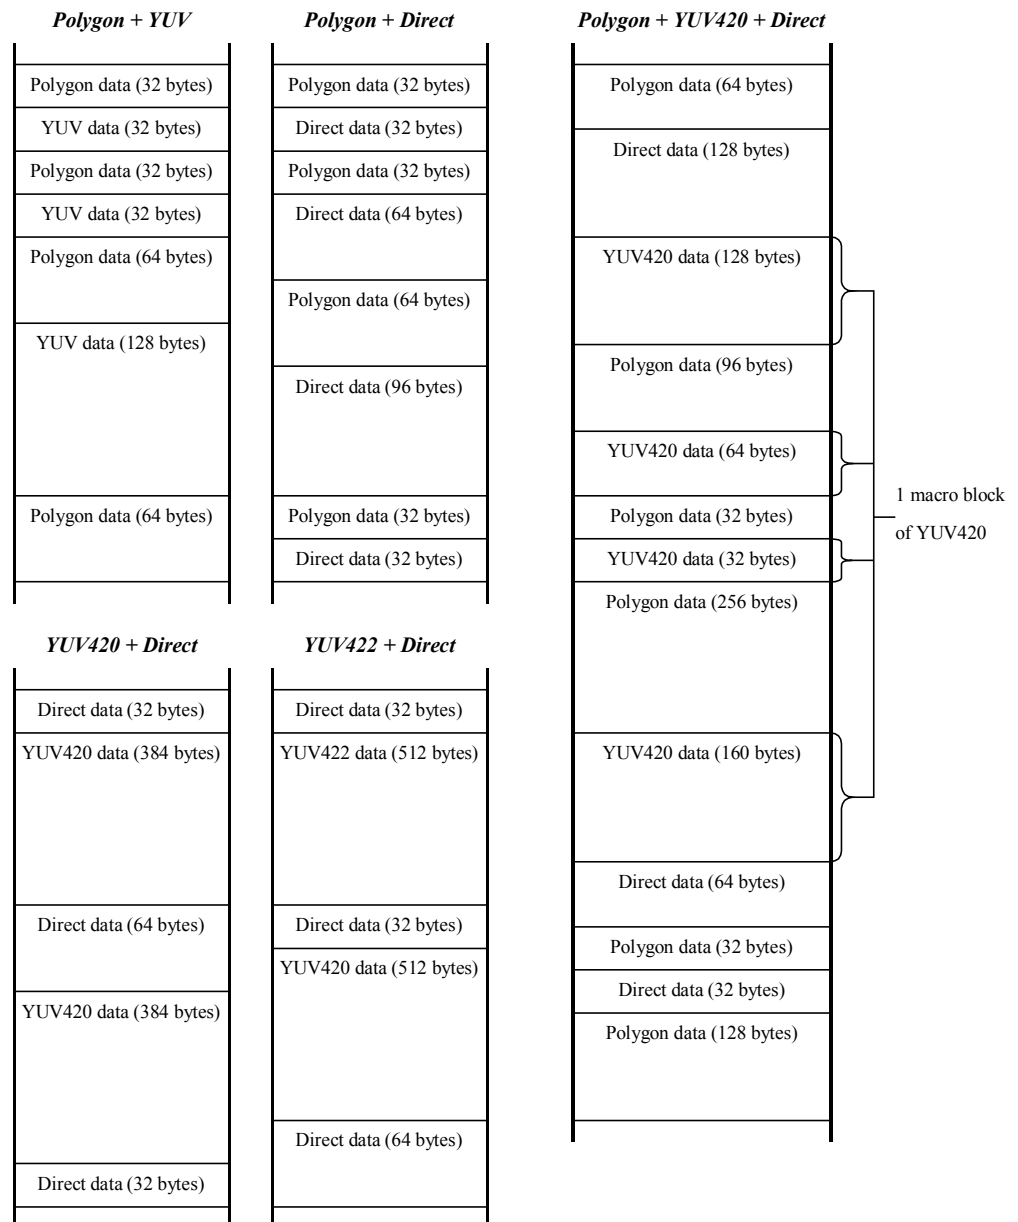 Polygon + YUV
Polygon data (32 bytes)
YUV data (32 bytes)
Polygon data (32 bytes)
YUV data (32 bytes)
Polygon data (64 bytes)
YUV data (128 bytes)
Polygon data (64 bytes)
Polygon + Direct
Polygon data (32 bytes)
Direct data (32 bytes)
Polygon data (32 bytes)
Direct data (64 bytes)
Polygon data (64 bytes)
Direct data (96 bytes)
Polygon data (32 bytes)
Direct data (32 bytes)
YUV420 + Direct
Direct data (32 bytes)
YUV420 data (384 bytes)
Direct data (64 bytes)
YUV420 data (384 bytes)
Direct data (32 bytes)
YUV422 + Direct
Direct data (32 bytes)
YUV422 data (512 bytes)
Direct data (32 bytes)
YUV420 data (512 bytes)
Direct data (64 bytes)
Polygon + YUV420 + Direct
Polygon data (64 bytes)
Direct data (128 bytes)
YUV420 data (128 bytes)
Polygon data (96 bytes)
YUV420 data (64 bytes)
Polygon data (32 bytes)
YUV420 data (32 bytes)
Polygon data (256 bytes)
YUV420 data (160 bytes)
Direct data (64 bytes)
Polygon data (32 bytes)
Direct data (32 bytes)
Polygon data (128 bytes)
1 macro block
of YUV420